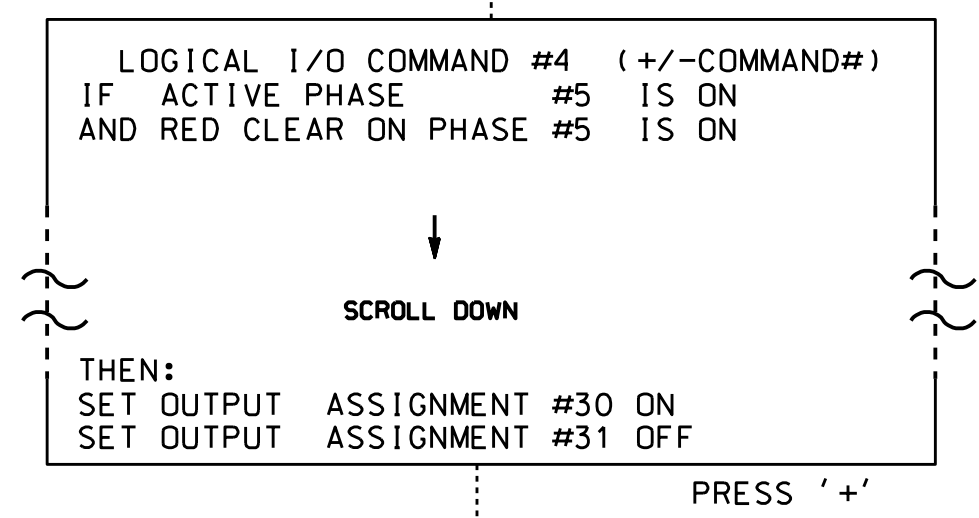 LOGICAL I/O COMMAND #4 (+/-COMMAND#)
IF ACTIVE PHASE #5 IS ON
AND RED CLEAR ON PHASE #5 IS ON
SCROLL DOWN
THEN:
SET OUTPUT ASSIGNMENT #30 ON
SET OUTPUT ASSIGNMENT #31 OFF
PRESS '+'